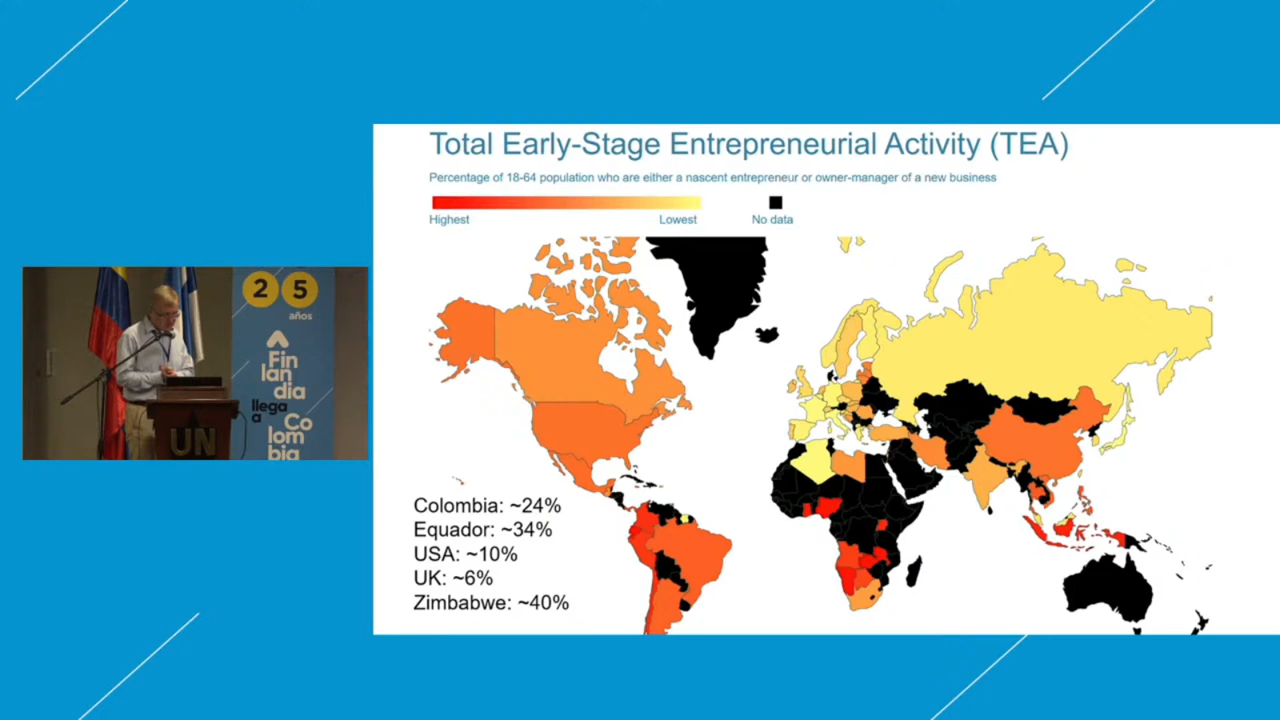 Total Early-Stage Entrepreneurial Activity (TEA)
Percentage of 18-64 population who are either a nascent entrepreneur or owner-manager of a new business
Highest
Lowest
No data
Colombia: ~24%
Equador: ~34%
USA: ~10%
UK: ~6%
Zimbabwe: ~40%
2 5
años
Fin
lan
dia
llega
a
Co
lom
bia
UN